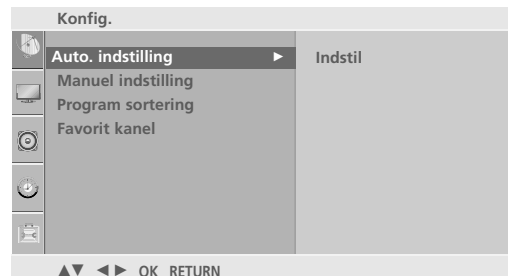 Konfig.
Auto. indstilling ► Indstil
Manuel indstilling
Program sortering
Favorit kanel
▲▼ ◄► OK RETURN